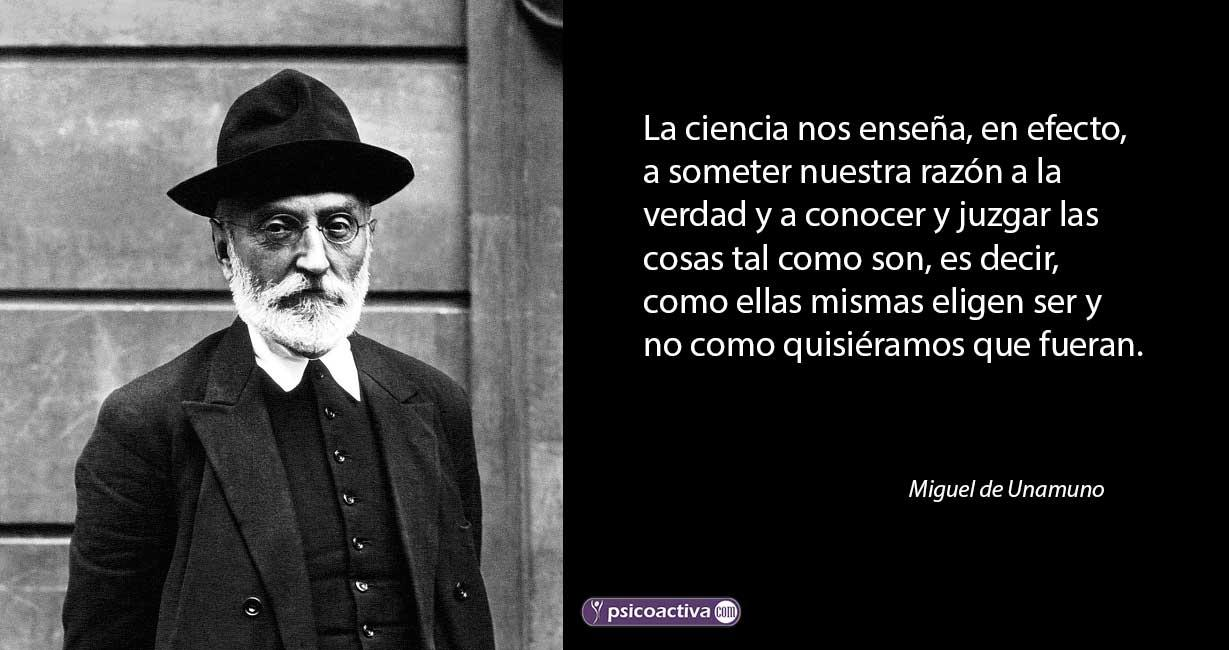 La ciencia nos enseña, en efecto,
a someter nuestra razón a la
verdad y a conocer y juzgar las
cosas tal como son, es decir,
como ellas mismas eligen ser y
no como quisiéramos que fueran.
Miguel de Unamuno
psicoactiva com